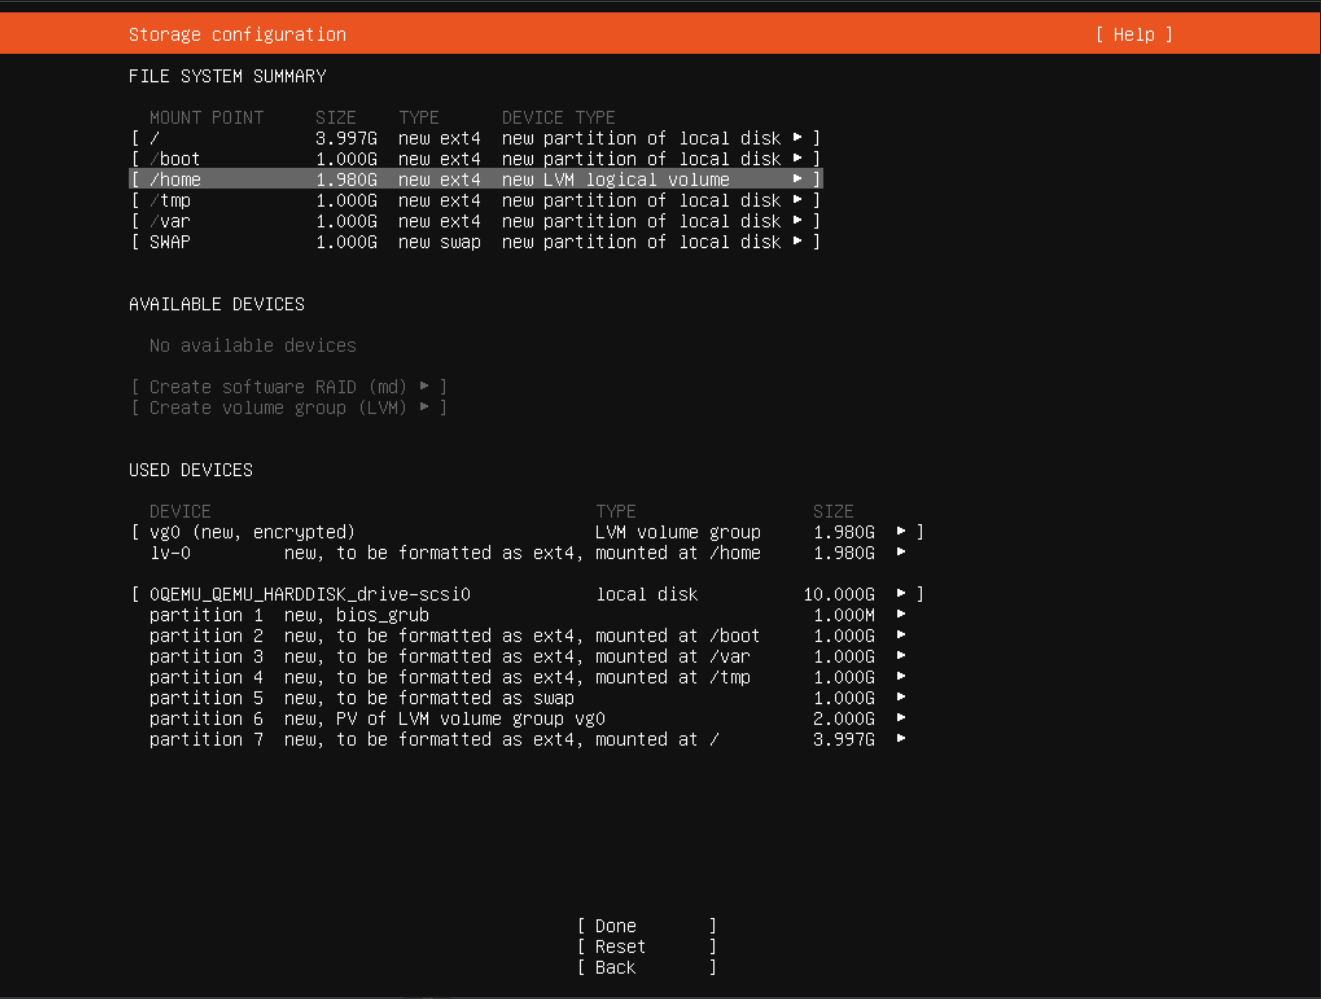 Storage configuration [ Help ]
FILE SYSTEM SUMMARY
MOUNT POINT SIZE TYPE DEVICE TYPE
[ / 3.997G new ext4 new partition of local disk ▸ ]
[ /boot 1.000G new ext4 new partition of local disk ▸ ]
[ /home 1.980G new ext4 new LVM logical volume ▸ ]
[ /tmp 1.000G new ext4 new partition of local disk ▸ ]
[ /var 1.000G new ext4 new partition of local disk ▸ ]
[ SWAP 1.000G new swap new partition of local disk ▸ ]
AVAILABLE DEVICES
No available devices
[ Create software RAID (md) ▸ ]
[ Create volume group (LVM) ▸ ]
USED DEVICES
DEVICE TYPE SIZE
[ vg0 (new, encrypted) LVM volume group 1.980G ▸ ]
lv-0 new, to be formatted as ext4, mounted at /home 1.980G ▸
[ 0QEMU_QEMU_HARDDISK_drive-scsi0 local disk 10.000G ▸ ]
partition 1 new, bios_grub 1.000M ▸
partition 2 new, to be formatted as ext4, mounted at /boot 1.000G ▸
partition 3 new, to be formatted as ext4, mounted at /var 1.000G ▸
partition 4 new, to be formatted as ext4, mounted at /tmp 1.000G ▸
partition 5 new, to be formatted as swap 1.000G ▸
partition 6 new, PV of LVM volume group vg0 2.000G ▸
partition 7 new, to be formatted as ext4, mounted at / 3.997G ▸
[ Done ]
[ Reset ]
[ Back ]